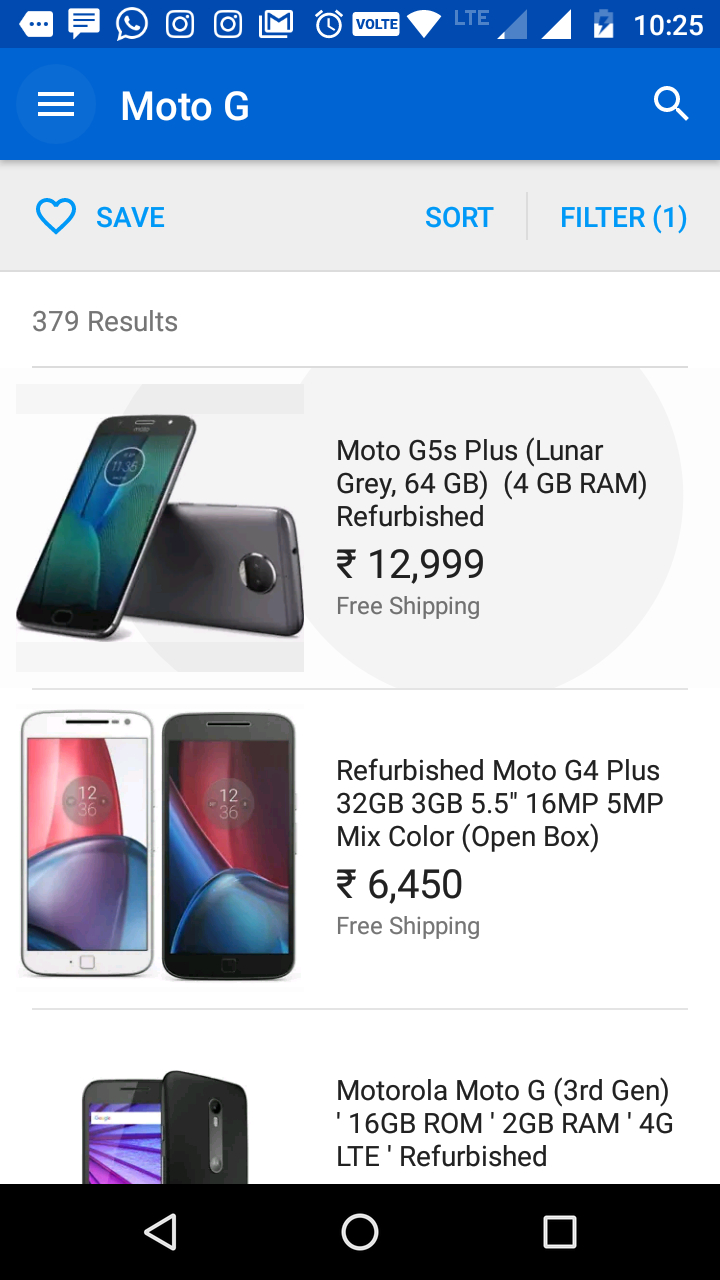 VOLTE LTE 10:25
Moto G
SAVE SORT FILTER (1)
379 Results
moto
11:35
Moto G5s Plus (Lunar
Grey, 64 GB)  (4 GB RAM)
Refurbished
₹ 12,999
Free Shipping
12 12
36 36
Refurbished Moto G4 Plus
32GB 3GB 5.5" 16MP 5MP
Mix Color (Open Box)
₹ 6,450
Free Shipping
Google
Motorola Moto G (3rd Gen)
' 16GB ROM ' 2GB RAM ' 4G
LTE ' Refurbished